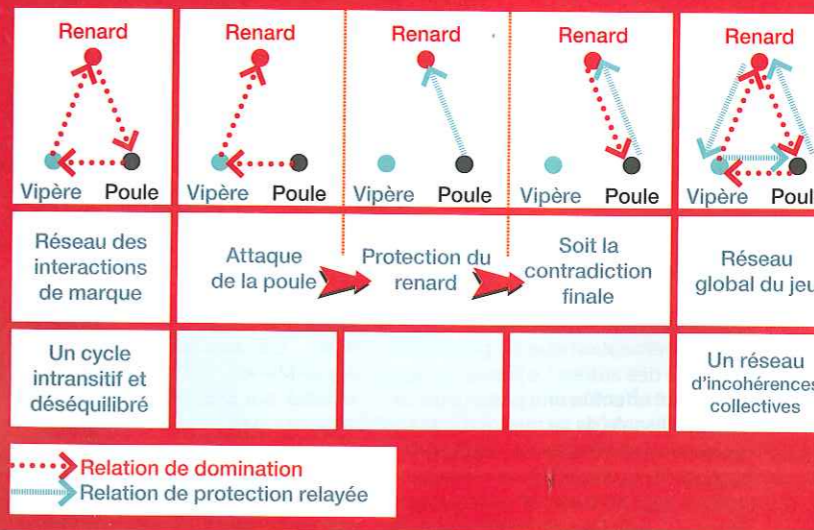 Renard
Renard
Renard
Renard
Renard
Vipère Poule
Vipère Poule
Vipère Poule
Vipère Poule
Vipère Poul
Réseau des
interactions
de marque
Attaque
de la poule
Protection du
renard
Soit la
contradiction
finale
Réseau
global du jeu
Un cycle
intransitif et
déséquilibré
Un réseau
d'incohérences
collectives
Relation de domination
Relation de protection relayée